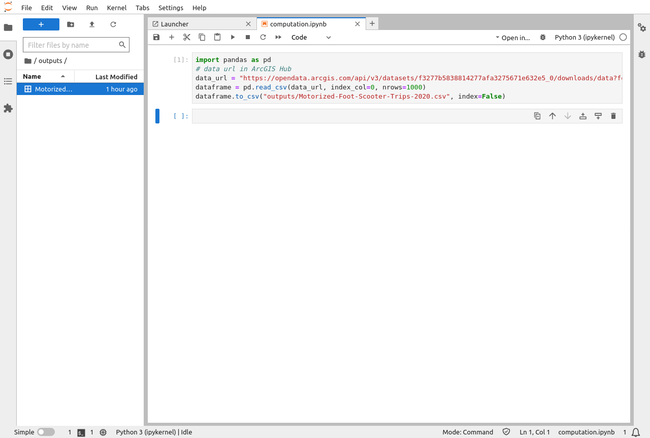 File Edit View Run Kernel Tabs Settings Help
+
Filter files by name
/ outputs /
Name Last Modified
Motorized... 1 hour ago
Launcher
computation.ipynb
Code
Open in...
Python 3 (ipykernel)
[1]: import pandas as pd
# data url in ArcGIS Hub
data_url = "https://opendata.arcgis.com/api/v3/datasets/f3277b5838814277afa3275671e632e5_0/downloads/data?f
dataframe = pd.read_csv(data_url, index_col=0, nrows=1000)
dataframe.to_csv("outputs/Motorized-Foot-Scooter-Trips-2020.csv", index=False)
[ ]:
Simple 1 1 Python 3 (ipykernel) | Idle Mode: Command Ln 1, Col 1 computation.ipynb 1